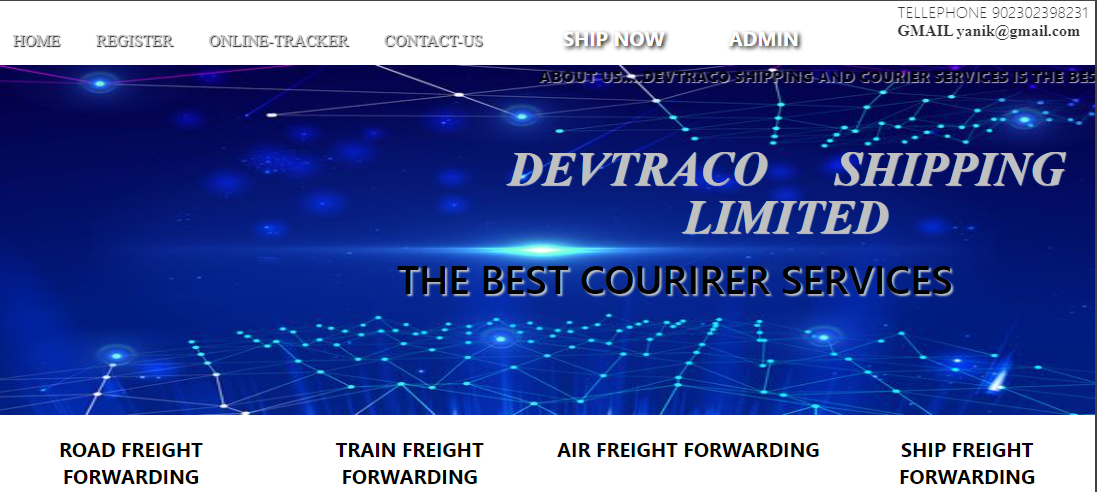 TELLEPHONE 902302398231
GMAIL yanik@gmail.com
HOME REGISTER ONLINE-TRACKER CONTACT-US SHIP NOW ADMIN
ABOUT US....DEVTRACO SHIPPING AND COURIER SERVICES IS THE BES
DEVTRACO SHIPPING
LIMITED
THE BEST COURIRER SERVICES
ROAD FREIGHT
FORWARDING
TRAIN FREIGHT
FORWARDING
AIR FREIGHT FORWARDING
SHIP FREIGHT
FORWARDING